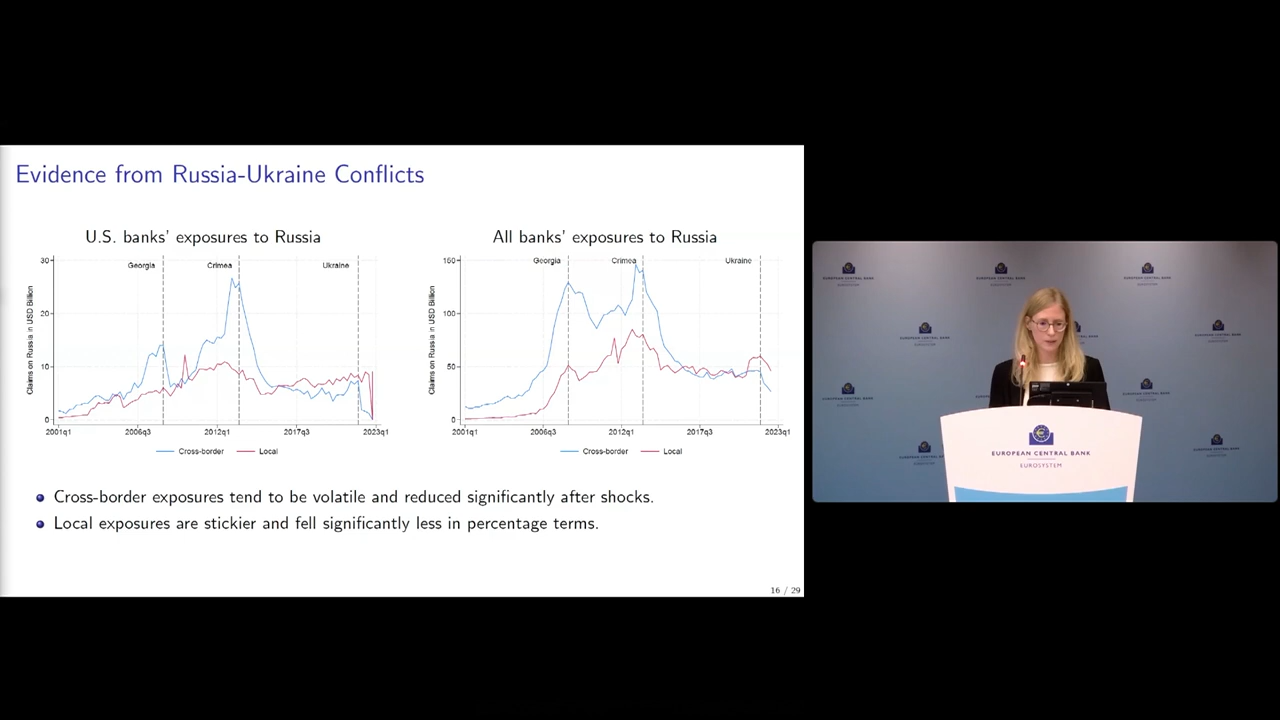 Evidence from Russia-Ukraine Conflicts
U.S. banks' exposures to Russia
Claims on Russia in USD Billion
30
20
10
0
Georgia
Crimea
Ukraine
2001q1
2006q3
2012q1
2017q3
2023q1
Cross-border
Local
All banks' exposures to Russia
Claims on Russia in USD Billion
150
100
50
0
Georgia
Crimea
Ukraine
2001q1
2006q3
2012q1
2017q3
2023q1
Cross-border
Local
Cross-border exposures tend to be volatile and reduced significantly after shocks.
Local exposures are stickier and fell significantly less in percentage terms.
16 / 29
EUROPEAN CENTRAL BANK
EUROSYSTEM